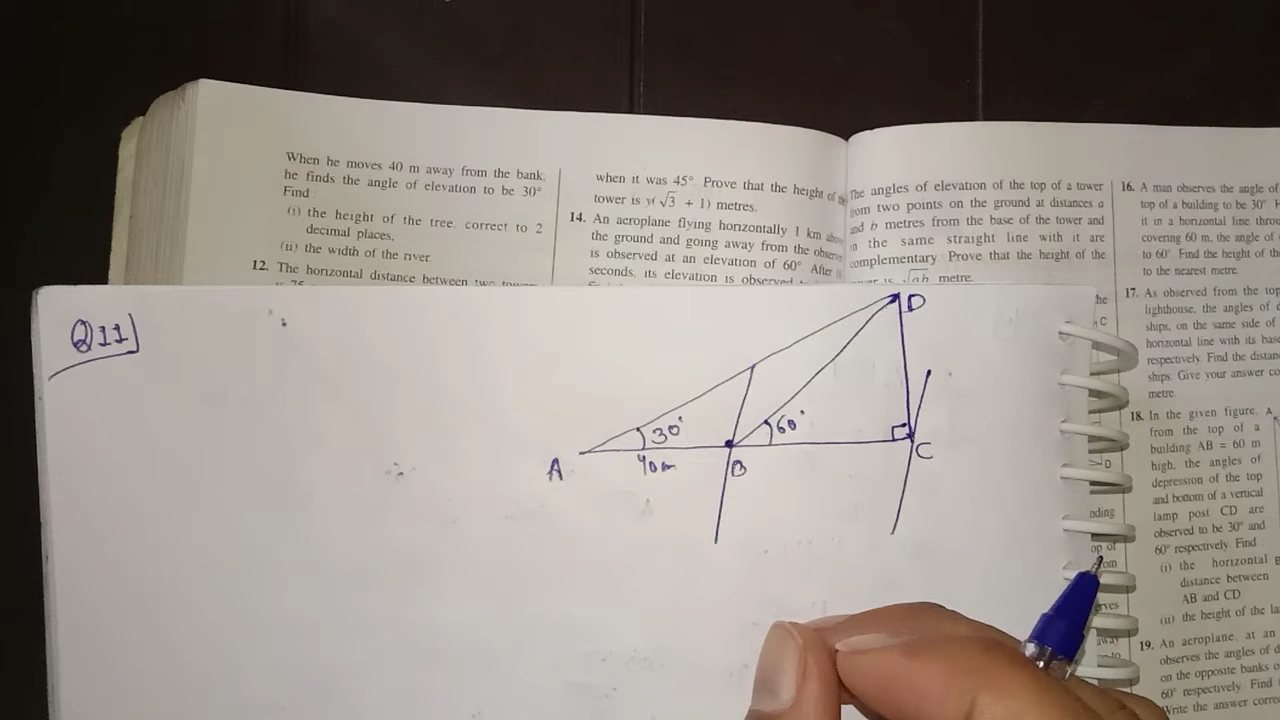 When he moves 40 m away from the bank,
he finds the angle of elevation to be 30°
Find
(i) the height of the tree, correct to 2
decimal places,
(ii) the width of the river
12. The horizontal distance between two
when it was 45° Prove that the height of
tower is y(√3 + 1) metres.
14. An aeroplane flying horizontally 1 km
the ground and going away from the
is observed at an elevation of 60° After
seconds, its elevation is observed
The angles of elevation of the top of a tower
from two points on the ground at distances a
and b metres from the base of the tower and
in the same straight line with it are
complementary. Prove that the height of the
is √ab metre.
16. A man observes the angle of
top of a building to be 30°
it in a horizontal line
covering 60 m, the angle of
to 60° Find the height of
to the nearest metre
17. As observed from the top
lighthouse, the angles of
ships, on the same side of
horizontal line with its
respectively. Find the
ships. Give your answer
metre
18. In the given figure, A
from the top of a
building AB = 60 m
high, the angles of
depression of the top
and bottom of a vertical
lamp post CD are
observed to be 30° and
60° respectively Find
(i) the horizontal
distance between
AB and CD
(ii) the height of the
19. An aeroplane, at an
observes the angles of
on the opposite banks
60° respectively. Find
Write the answer
he
C
D
nding
op of
rom
erves
away
Q11
D
30°
60°
A
40m
B
C